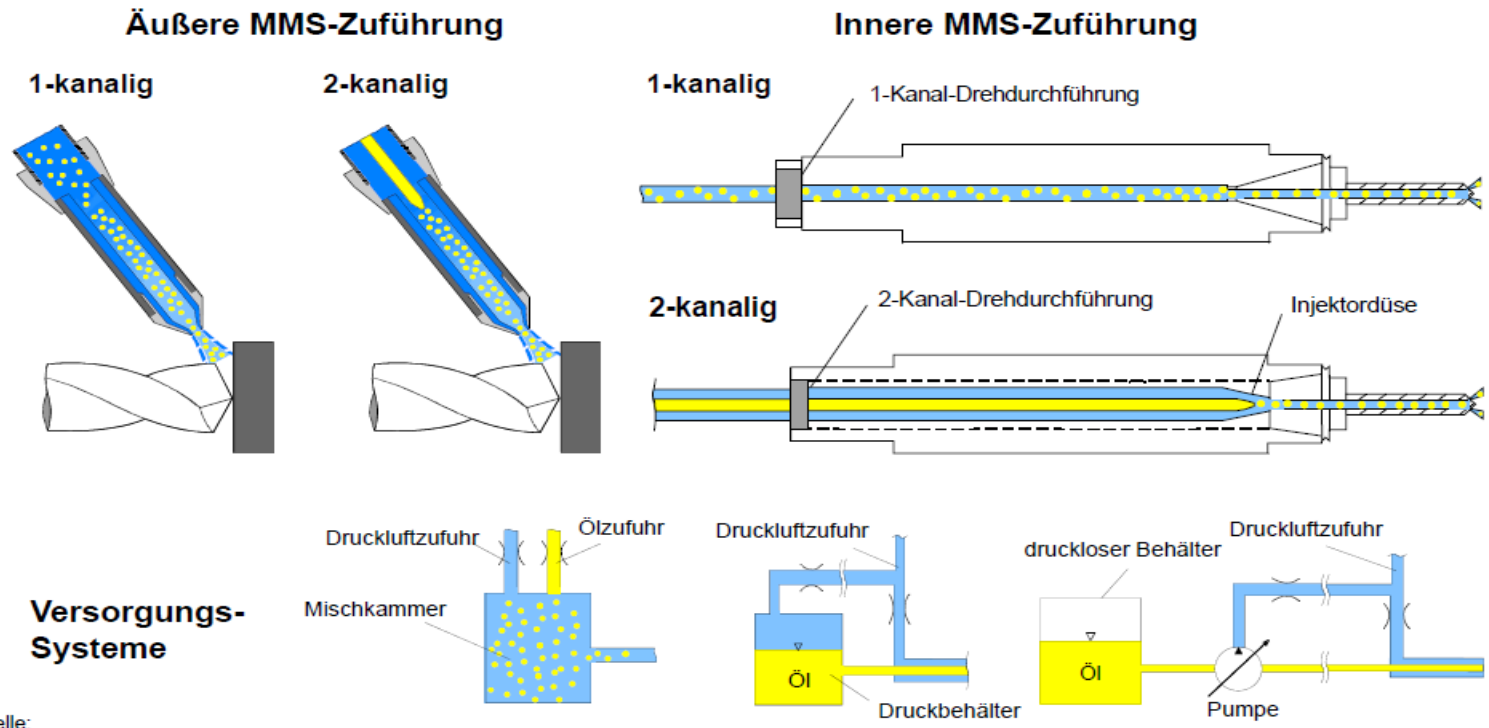 Äußere MMS-Zuführung
Innere MMS-Zuführung
1-kanalig
2-kanalig
1-kanalig
1-Kanal-Drehdurchführung
2-kanalig
2-Kanal-Drehdurchführung
Injektordüse
Versorgungs-
Systeme
Druckluftzufuhr
Ölzufuhr
Mischkammer
Druckluftzufuhr
Öl
Druckbehälter
druckloser Behälter
Druckluftzufuhr
Öl
Pumpe
elle: